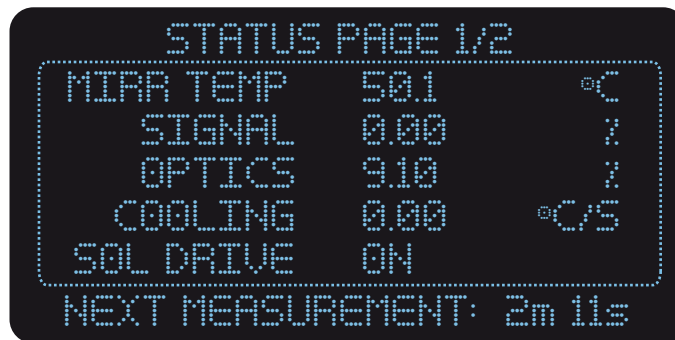 STATUS PAGE 1/2
MIRR TEMP 50.1 °C
SIGNAL 0.00 %
OPTICS 9.10 %
COOLING 0.00 °C/S
SOL DRIVE ON
NEXT MEASUREMENT: 2m 11s